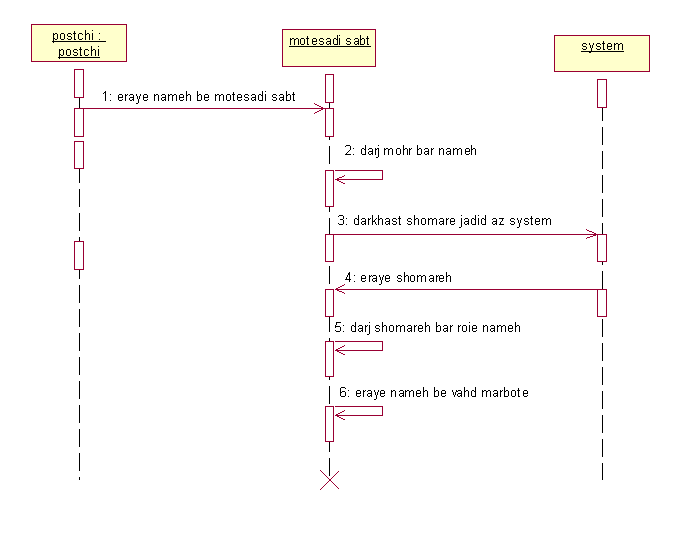 postchi :
postchi
motesadi sabt
system
1: eraye nameh be motesadi sabt
2: darj mohr bar nameh
3: darkhast shomare jadid az system
4: eraye shomareh
5: darj shomareh bar roie nameh
6: eraye nameh be vahd marbote